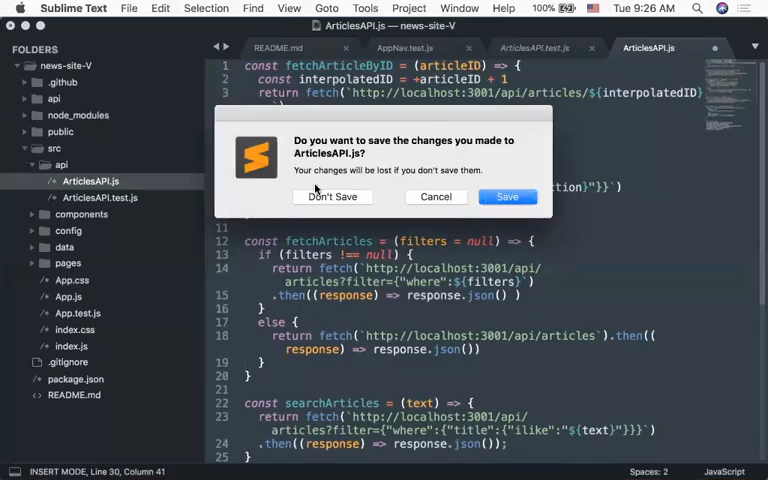 Sublime Text File Edit Selection Find View Goto Tools Project Window Help 100% Tue 9:26 AM
ArticlesAPI.js — news-site-V
FOLDERS
news-site-V
.github
api
node_modules
public
src
api
/* ArticlesAPI.js
/* ArticlesAPI.test.js
components
config
data
pages
/* App.css
/* App.js
/* App.test.js
/* index.css
/* index.js
.gitignore
/* package.json
<> README.md
README.md
AppNav.test.js
ArticlesAPI.test.js
ArticlesAPI.js
1 const fetchArticleByID = (articleID) => {
2 const interpolatedID = +articleID + 1
3 return fetch(`http://localhost:3001/api/articles/${interpolatedID}
`)
Do you want to save the changes you made to
ArticlesAPI.js?
Your changes will be lost if you don't save them.
Don't Save Cancel Save
ction}"}}`)
11
12 const fetchArticles = (filters = null) => {
13 if (filters !== null) {
14 return fetch(`http://localhost:3001/api/
articles?filter={"where":${filters}`)
15 .then((response) => response.json() )
16 }
17 else {
18 return fetch(`http://localhost:3001/api/articles`).then((
response) => response.json())
19 }
20 }
21
22 const searchArticles = (text) => {
23 return fetch(`http://localhost:3001/api/
articles?filter={"where":{"title":{"ilike":"${text}"}}}`)
24 .then((response) => response.json());
25 }
INSERT MODE, Line 30, Column 41
Spaces: 2
JavaScript